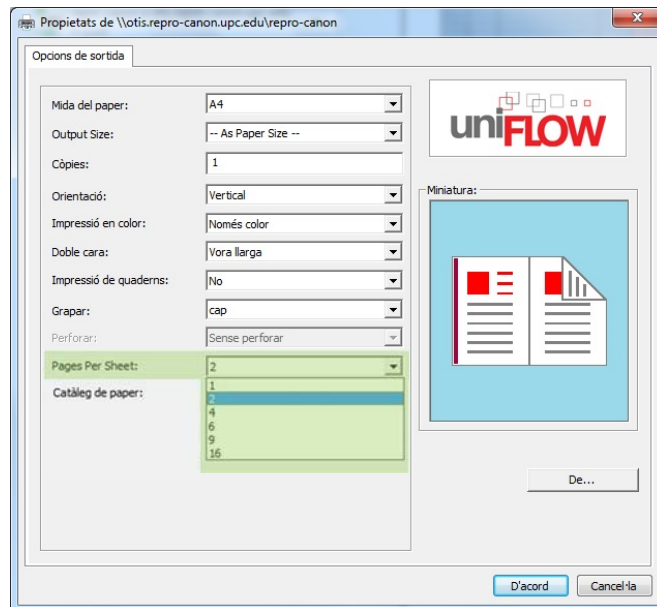 Propietats de \\otis.repro-canon.upc.edu\repro-canon
X
Opcions de sortida
Mida del paper: A4
Output Size: -- As Paper Size --
Còpies: 1
Orientació: Vertical
Impressió en color: Només color
Doble cara: Vora llarga
Impressió de quaderns: No
Grapar: cap
Perforar: Sense perforar
Pages Per Sheet: 2
Catàleg de paper:
1
2
4
6
9
16
uniFLOW
Miniatura:
De...
D'acord
Cancel·la